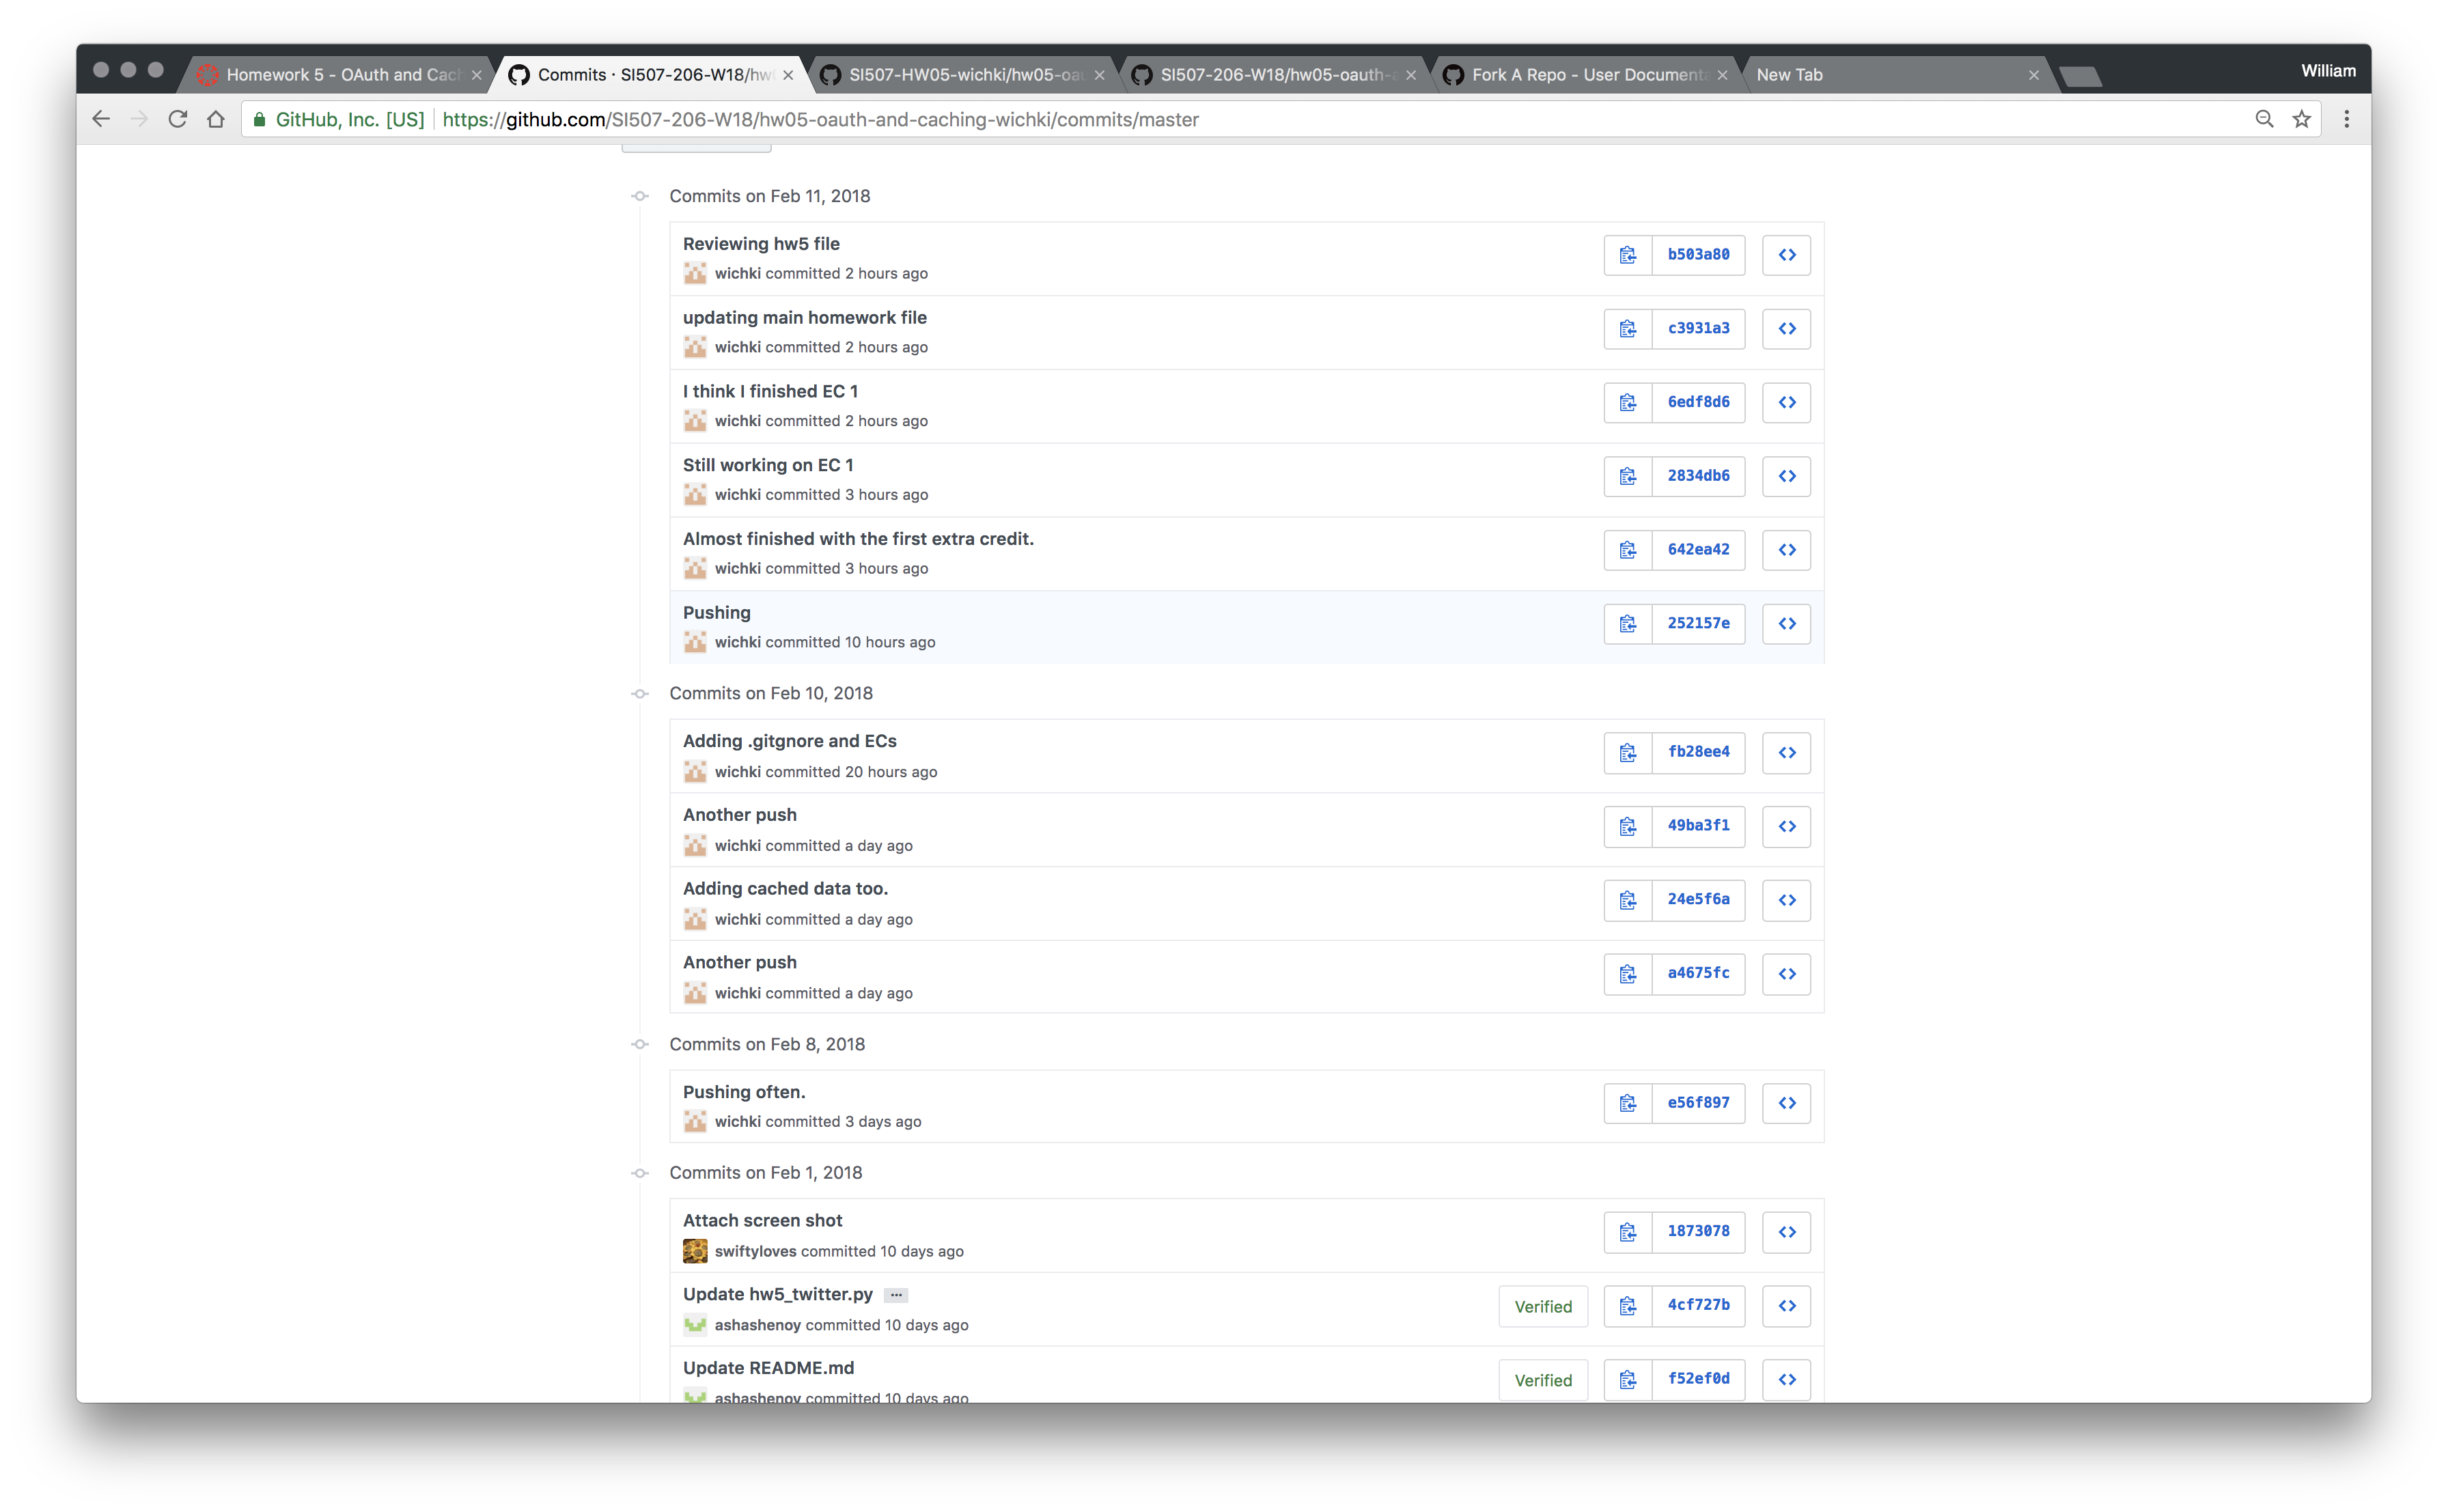 Homework 5 - OAuth and Cac
Commits · SI507-206-W18/hw
SI507-HW05-wichki/hw05-oau
SI507-206-W18/hw05-oauth-a
Fork A Repo - User Documenta
New Tab
William
GitHub, Inc. [US]
https://github.com/SI507-206-W18/hw05-oauth-and-caching-wichki/commits/master
Commits on Feb 11, 2018
Reviewing hw5 file
b503a80
wichki committed 2 hours ago
updating main homework file
c3931a3
wichki committed 2 hours ago
I think I finished EC 1
6edf8d6
wichki committed 2 hours ago
Still working on EC 1
2834db6
wichki committed 3 hours ago
Almost finished with the first extra credit.
642ea42
wichki committed 3 hours ago
Pushing
252157e
wichki committed 10 hours ago
Commits on Feb 10, 2018
Adding .gitgnore and ECs
fb28ee4
wichki committed 20 hours ago
Another push
49ba3f1
wichki committed a day ago
Adding cached data too.
24e5f6a
wichki committed a day ago
Another push
a4675fc
wichki committed a day ago
Commits on Feb 8, 2018
Pushing often.
e56f897
wichki committed 3 days ago
Commits on Feb 1, 2018
Attach screen shot
1873078
swiftyloves committed 10 days ago
Update hw5_twitter.py …
Verified
4cf727b
ashashenoy committed 10 days ago
Update README.md
Verified
f52ef0d
ashashenoy committed 10 days ago